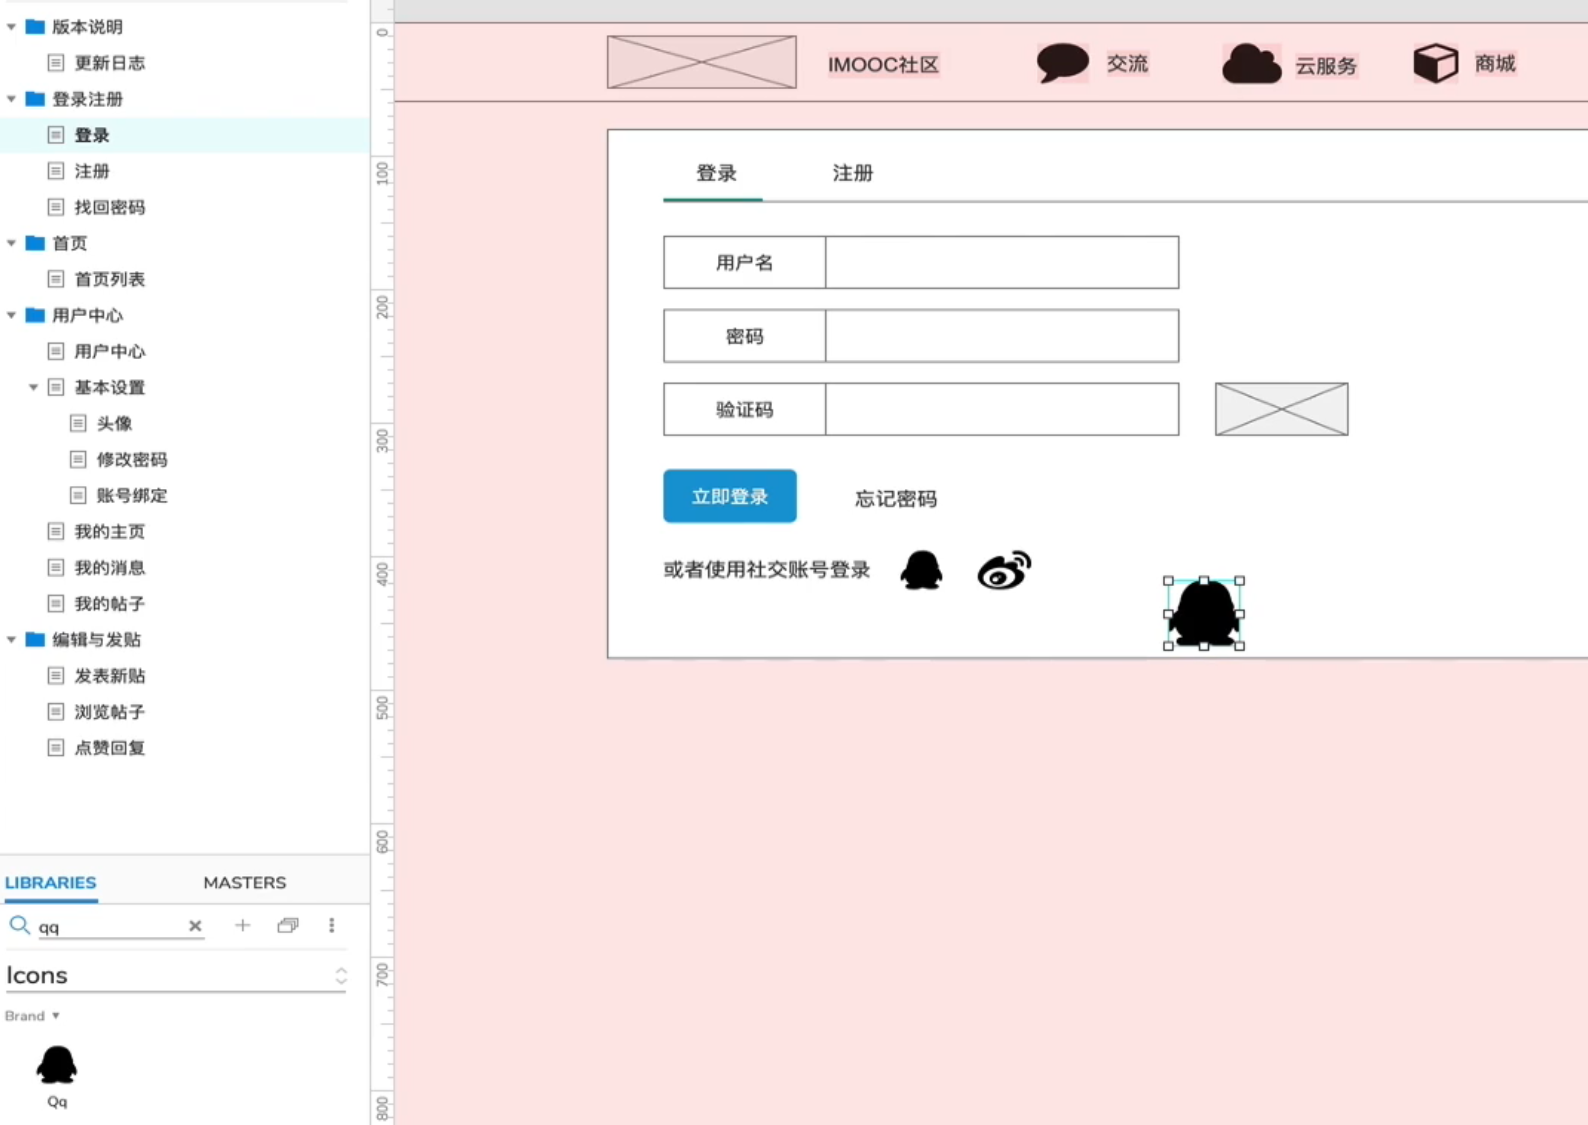 版本说明
更新日志
登录注册
登录
注册
找回密码
首页
首页列表
用户中心
用户中心
基本设置
头像
修改密码
账号绑定
我的主页
我的消息
我的帖子
编辑与发贴
发表新贴
浏览帖子
点赞回复
LIBRARIES MASTERS
qq
Icons
Brand
Qq
0
100
200
300
400
500
600
700
800
IMOOC社区 交流 云服务 商城
登录 注册
用户名
密码
验证码
立即登录 忘记密码
或者使用社交账号登录